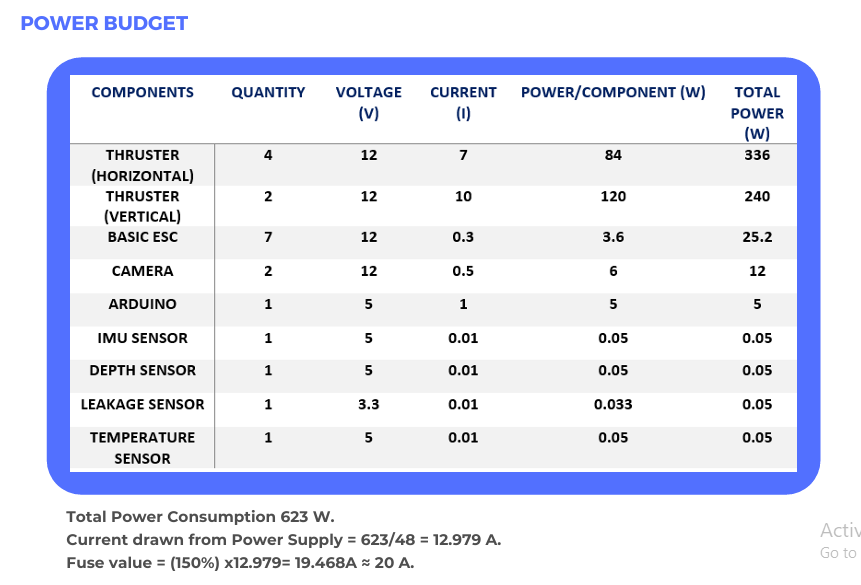 POWER BUDGET
COMPONENTS QUANTITY VOLTAGE (V) CURRENT (I) POWER/COMPONENT (W) TOTAL POWER (W)
THRUSTER (HORIZONTAL) 4 12 7 84 336
THRUSTER (VERTICAL) 2 12 10 120 240
BASIC ESC 7 12 0.3 3.6 25.2
CAMERA 2 12 0.5 6 12
ARDUINO 1 5 1 5 5
IMU SENSOR 1 5 0.01 0.05 0.05
DEPTH SENSOR 1 5 0.01 0.05 0.05
LEAKAGE SENSOR 1 3.3 0.01 0.033 0.05
TEMPERATURE SENSOR 1 5 0.01 0.05 0.05
Total Power Consumption 623 W.
Current drawn from Power Supply = 623/48 = 12.979 A.
Fuse value = (150%) x12.979= 19.468A ≈ 20 A.
Activ
Go to